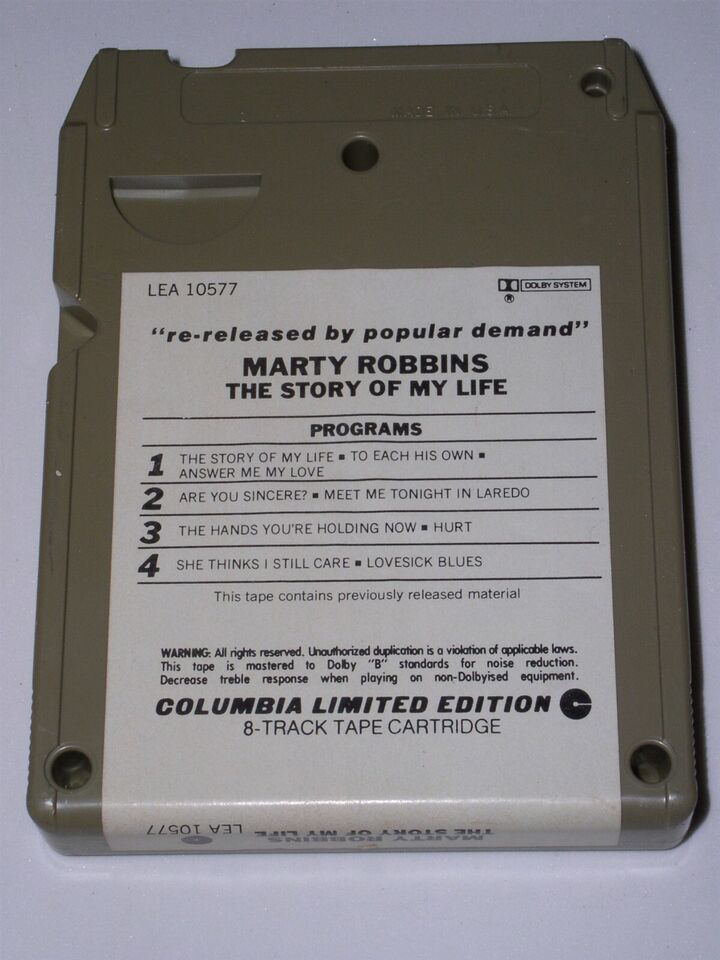 MADE IN U.S.A.
LEA 10577
DOLBY SYSTEM
®
"re-released by popular demand"
MARTY ROBBINS
THE STORY OF MY LIFE
PROGRAMS
1 THE STORY OF MY LIFE ▪ TO EACH HIS OWN ▪
ANSWER ME MY LOVE
2 ARE YOU SINCERE? ▪ MEET ME TONIGHT IN LAREDO
3 THE HANDS YOU'RE HOLDING NOW ▪ HURT
4 SHE THINKS I STILL CARE ▪ LOVESICK BLUES
This tape contains previously released material
WARNING: All rights reserved. Unauthorized duplication is a violation of applicable laws.
This tape is mastered to Dolby "B" standards for noise reduction.
Decrease treble response when playing on non-Dolbyised equipment.
COLUMBIA LIMITED EDITION
8-TRACK TAPE CARTRIDGE
MARTY ROBBINS
THE STORY OF MY LIFE
LEA 10577